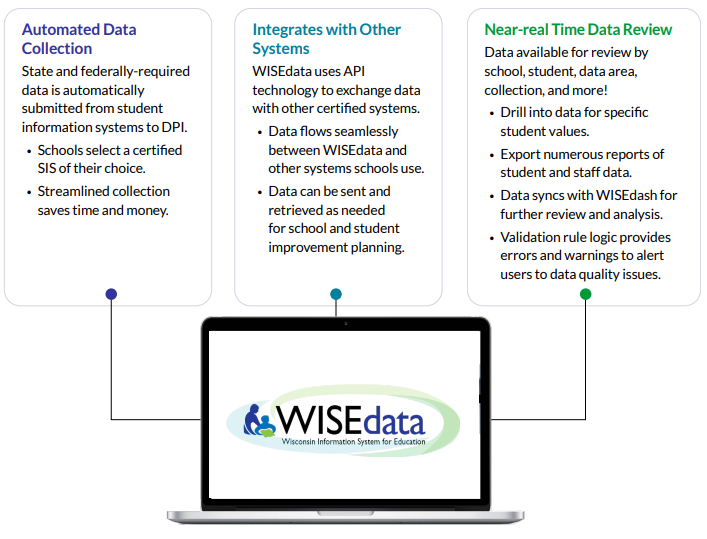 Automated Data
Collection
State and federally-required
data is automatically
submitted from student
information systems to DPI.
• Schools select a certified
SIS of their choice.
• Streamlined collection
saves time and money.
Integrates with Other
Systems
WISEdata uses API
technology to exchange data
with other certified systems.
• Data flows seamlessly
between WISEdata and
other systems schools use.
• Data can be sent and
retrieved as needed
for school and student
improvement planning.
Near-real Time Data Review
Data available for review by
school, student, data area,
collection, and more!
• Drill into data for specific
student values.
• Export numerous reports of
student and staff data.
• Data syncs with WISEdash for
further review and analysis.
• Validation rule logic provides
errors and warnings to alert
users to data quality issues.
WISEdata
Wisconsin Information System for Education